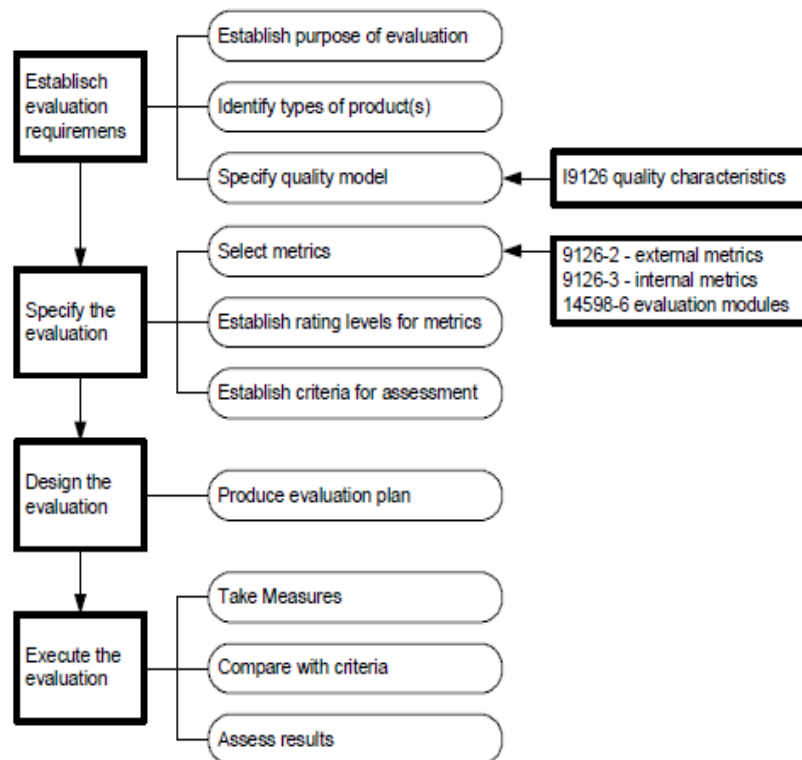 Establish purpose of evaluation
Establisch
evaluation
requiremens
Identify types of product(s)
Specify quality model
I9126 quality characteristics
Select metrics
9126-2 - external metrics
9126-3 - internal metrics
14598-6 evaluation modules
Specify the
evaluation
Establish rating levels for metrics
Establish criteria for assessment
Design the
evaluation
Produce evaluation plan
Take Measures
Execute the
evaluation
Compare with criteria
Assess results